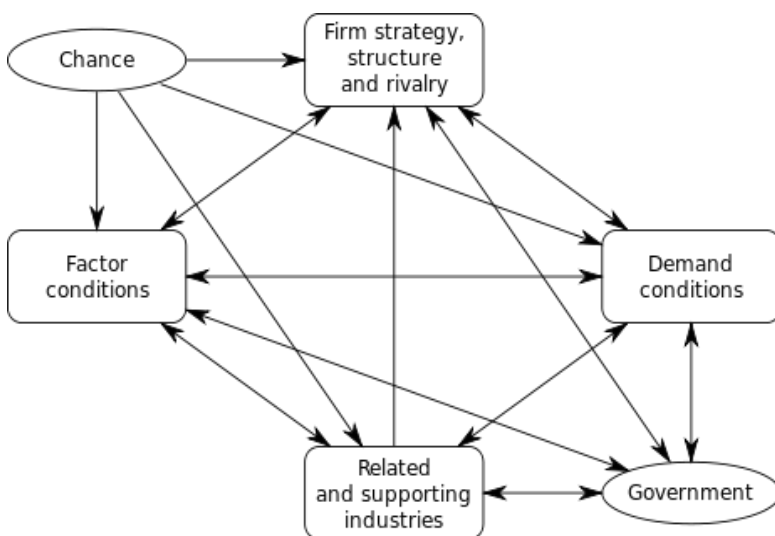 Firm strategy,
structure
and rivalry
Chance
Factor
conditions
Demand
conditions
Related
and supporting
industries
Government